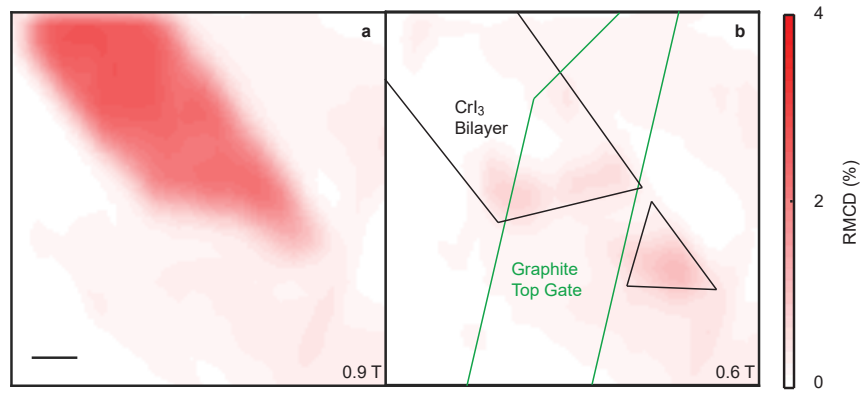 a
0.9 T
b
CrI₃
Bilayer
Graphite
Top Gate
0.6 T
4
2
0
RMCD (%)